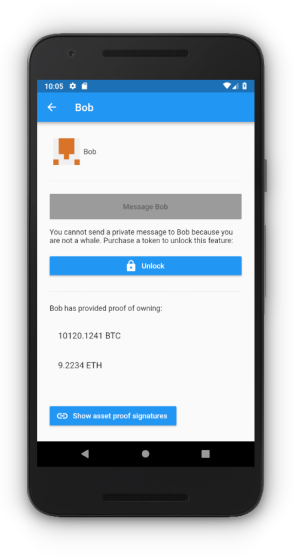 10:05
Bob
Bob
Message Bob
You cannot send a private message to Bob because you
are not a whale. Purchase a token to unlock this feature:
Unlock
Bob has provided proof of owning:
10120.1241 BTC
9.2234 ETH
Show asset proof signatures